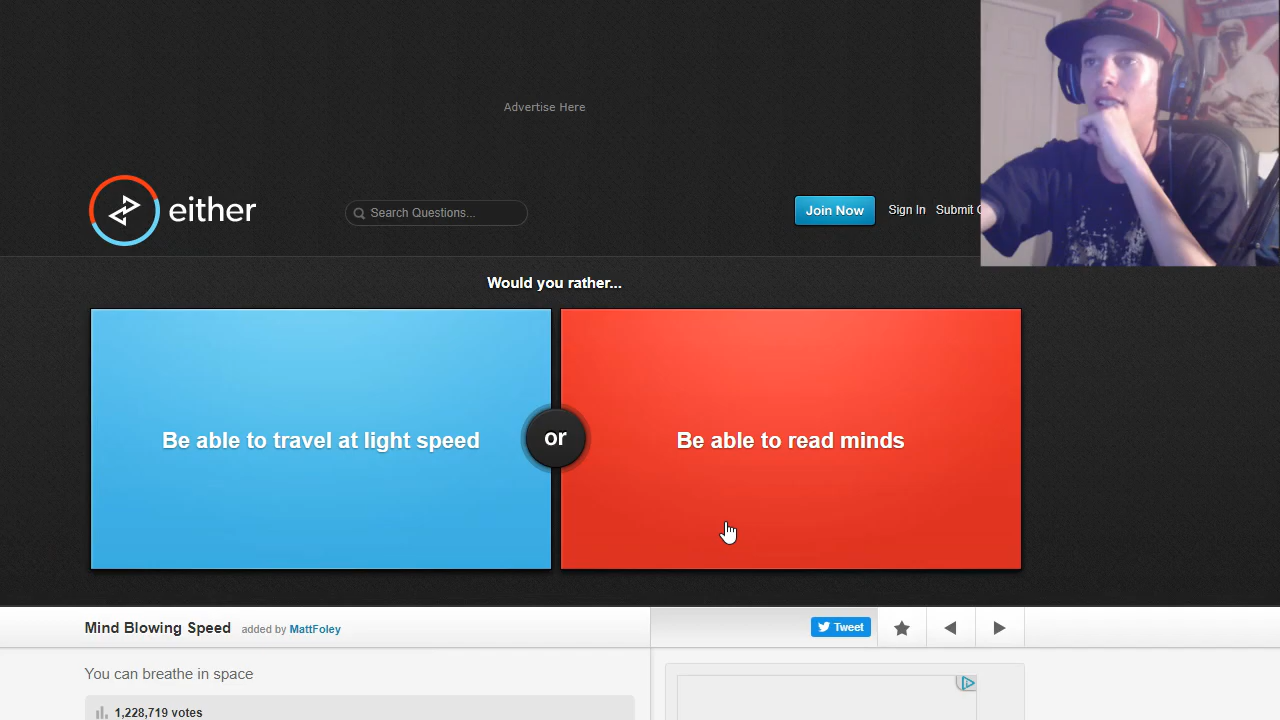 Advertise Here
either
Search Questions...
Join Now
Sign In
Submit
Would you rather...
Be able to travel at light speed
or
Be able to read minds
Mind Blowing Speed
added by MattFoley
Tweet
You can breathe in space
1,228,719 votes